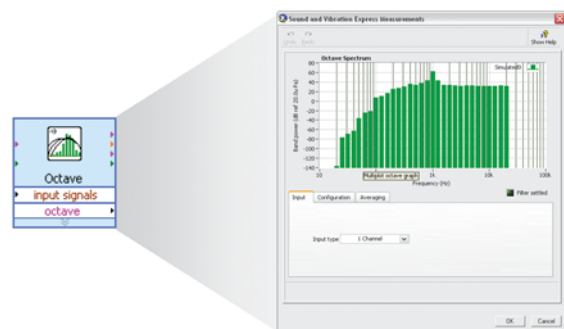 Octave
input signals
octave
Sound and Vibration Express Measurements
Undo Redo
Show Help
Octave Spectrum
Simulated0
Band power (dB ref 20.0u Pa)
80
60
40
20
0
-20
-40
-60
-80
-100
-120
-140
10 1k 10k 100k
Multiplot octave graph
Frequency (Hz)
Input Configuration Averaging
Filter settled
Input type 1 Channel
OK Cancel